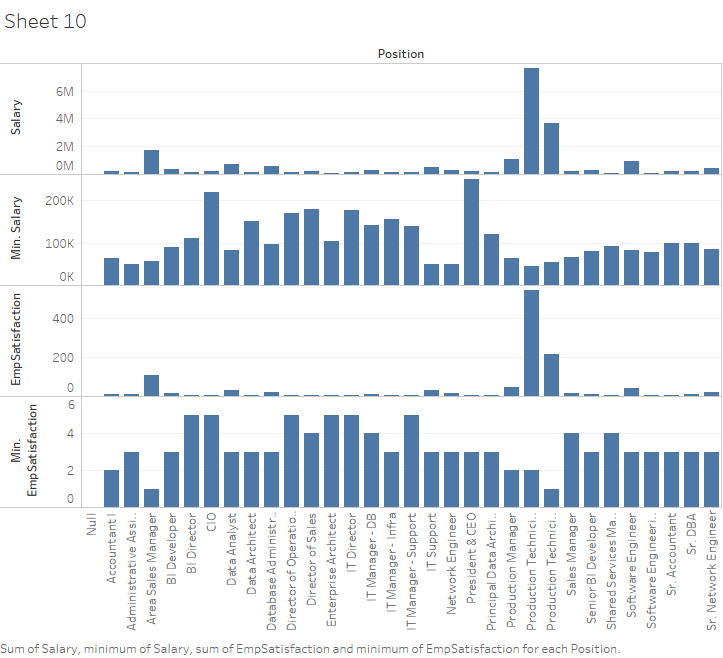 Sheet 10
Position
Salary
6M
4M
2M
0M
Min. Salary
200K
100K
0K
EmpSatisfaction
400
200
0
Min.
EmpSatisfaction
6
4
2
0
Null
Accountant I
Administrative Assi..
Area Sales Manager
BI Developer
BI Director
CIO
Data Analyst
Data Architect
Database Administr..
Director of Operatio..
Director of Sales
Enterprise Architect
IT Director
IT Manager - DB
IT Manager - Infra
IT Manager - Support
IT Support
Network Engineer
President & CEO
Principal Data Archi..
Production Manager
Production Technici..
Production Technici..
Sales Manager
Senior BI Developer
Shared Services Ma..
Software Engineer
Software Engineeri..
Sr. Accountant
Sr. DBA
Sr. Network Engineer
Sum of Salary, minimum of Salary, sum of EmpSatisfaction and minimum of EmpSatisfaction for each Position.